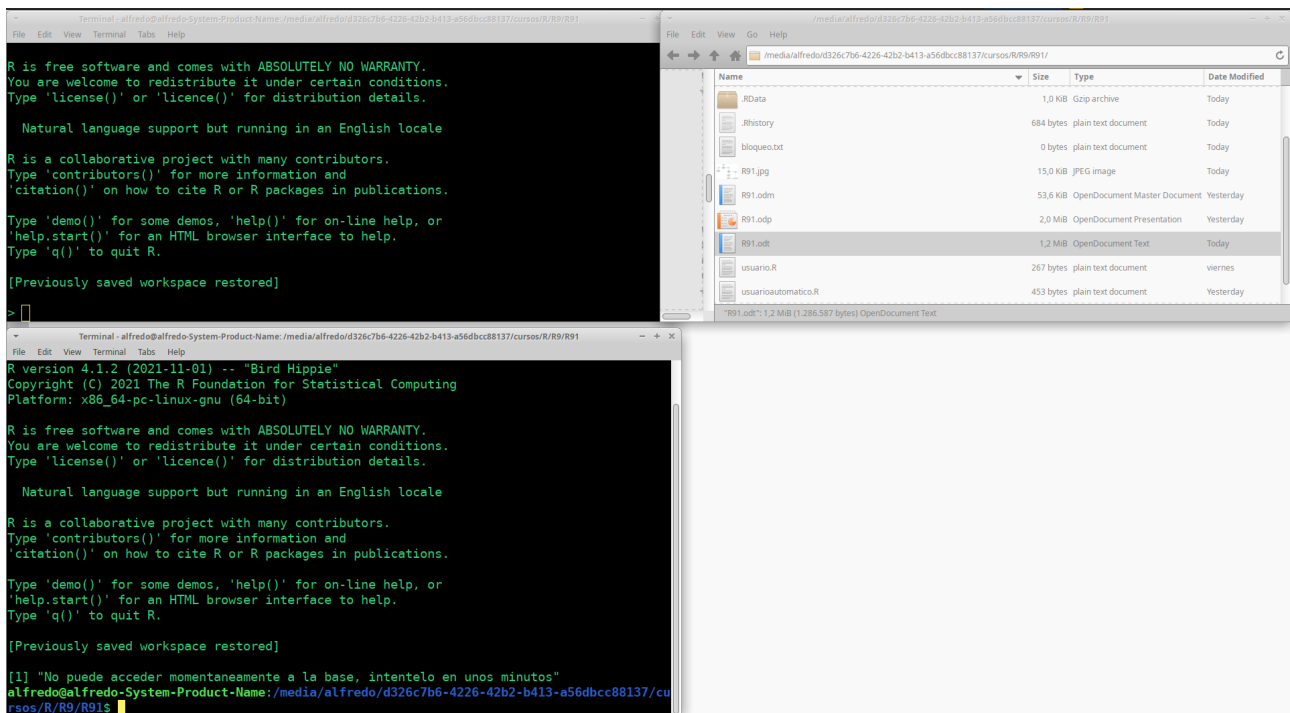 Terminal - alfredo@alfredo-System-Product-Name: /media/alfredo/d326c7b6-4226-42b2-b413-a56dbcc88137/cursos/R/R9/R91
File Edit View Terminal Tabs Help
R is free software and comes with ABSOLUTELY NO WARRANTY.
You are welcome to redistribute it under certain conditions.
Type 'license()' or 'licence()' for distribution details.
Natural language support but running in an English locale
R is a collaborative project with many contributors.
Type 'contributors()' for more information and
'citation()' on how to cite R or R packages in publications.
Type 'demo()' for some demos, 'help()' for on-line help, or
'help.start()' for an HTML browser interface to help.
Type 'q()' to quit R.
[Previously saved workspace restored]
>
/media/alfredo/d326c7b6-4226-42b2-b413-a56dbcc88137/cursos/R/R9/R91
File Edit View Go Help
/media/alfredo/d326c7b6-4226-42b2-b413-a56dbcc88137/cursos/R/R9/R91/
Name Size Type Date Modified
.RData 1,0 KiB Gzip archive Today
.Rhistory 684 bytes plain text document Today
bloqueo.txt 0 bytes plain text document Today
R91.jpg 15,0 KiB JPEG image Today
R91.odm 53,6 KiB OpenDocument Master Document Yesterday
R91.odp 2,0 MiB OpenDocument Presentation Yesterday
R91.odt 1,2 MiB OpenDocument Text Today
usuario.R 267 bytes plain text document viernes
usuarioautomatico.R 453 bytes plain text document Yesterday
"R91.odt": 1,2 MiB (1.286.587 bytes) OpenDocument Text
Terminal - alfredo@alfredo-System-Product-Name: /media/alfredo/d326c7b6-4226-42b2-b413-a56dbcc88137/cursos/R/R9/R91
File Edit View Terminal Tabs Help
R version 4.1.2 (2021-11-01) -- "Bird Hippie"
Copyright (C) 2021 The R Foundation for Statistical Computing
Platform: x86_64-pc-linux-gnu (64-bit)
R is free software and comes with ABSOLUTELY NO WARRANTY.
You are welcome to redistribute it under certain conditions.
Type 'license()' or 'licence()' for distribution details.
Natural language support but running in an English locale
R is a collaborative project with many contributors.
Type 'contributors()' for more information and
'citation()' on how to cite R or R packages in publications.
Type 'demo()' for some demos, 'help()' for on-line help, or
'help.start()' for an HTML browser interface to help.
Type 'q()' to quit R.
[Previously saved workspace restored]
[1] "No puede acceder momentaneamente a la base, intentelo en unos minutos"
alfredo@alfredo-System-Product-Name:/media/alfredo/d326c7b6-4226-42b2-b413-a56dbcc88137/cu
rsos/R/R9/R91$